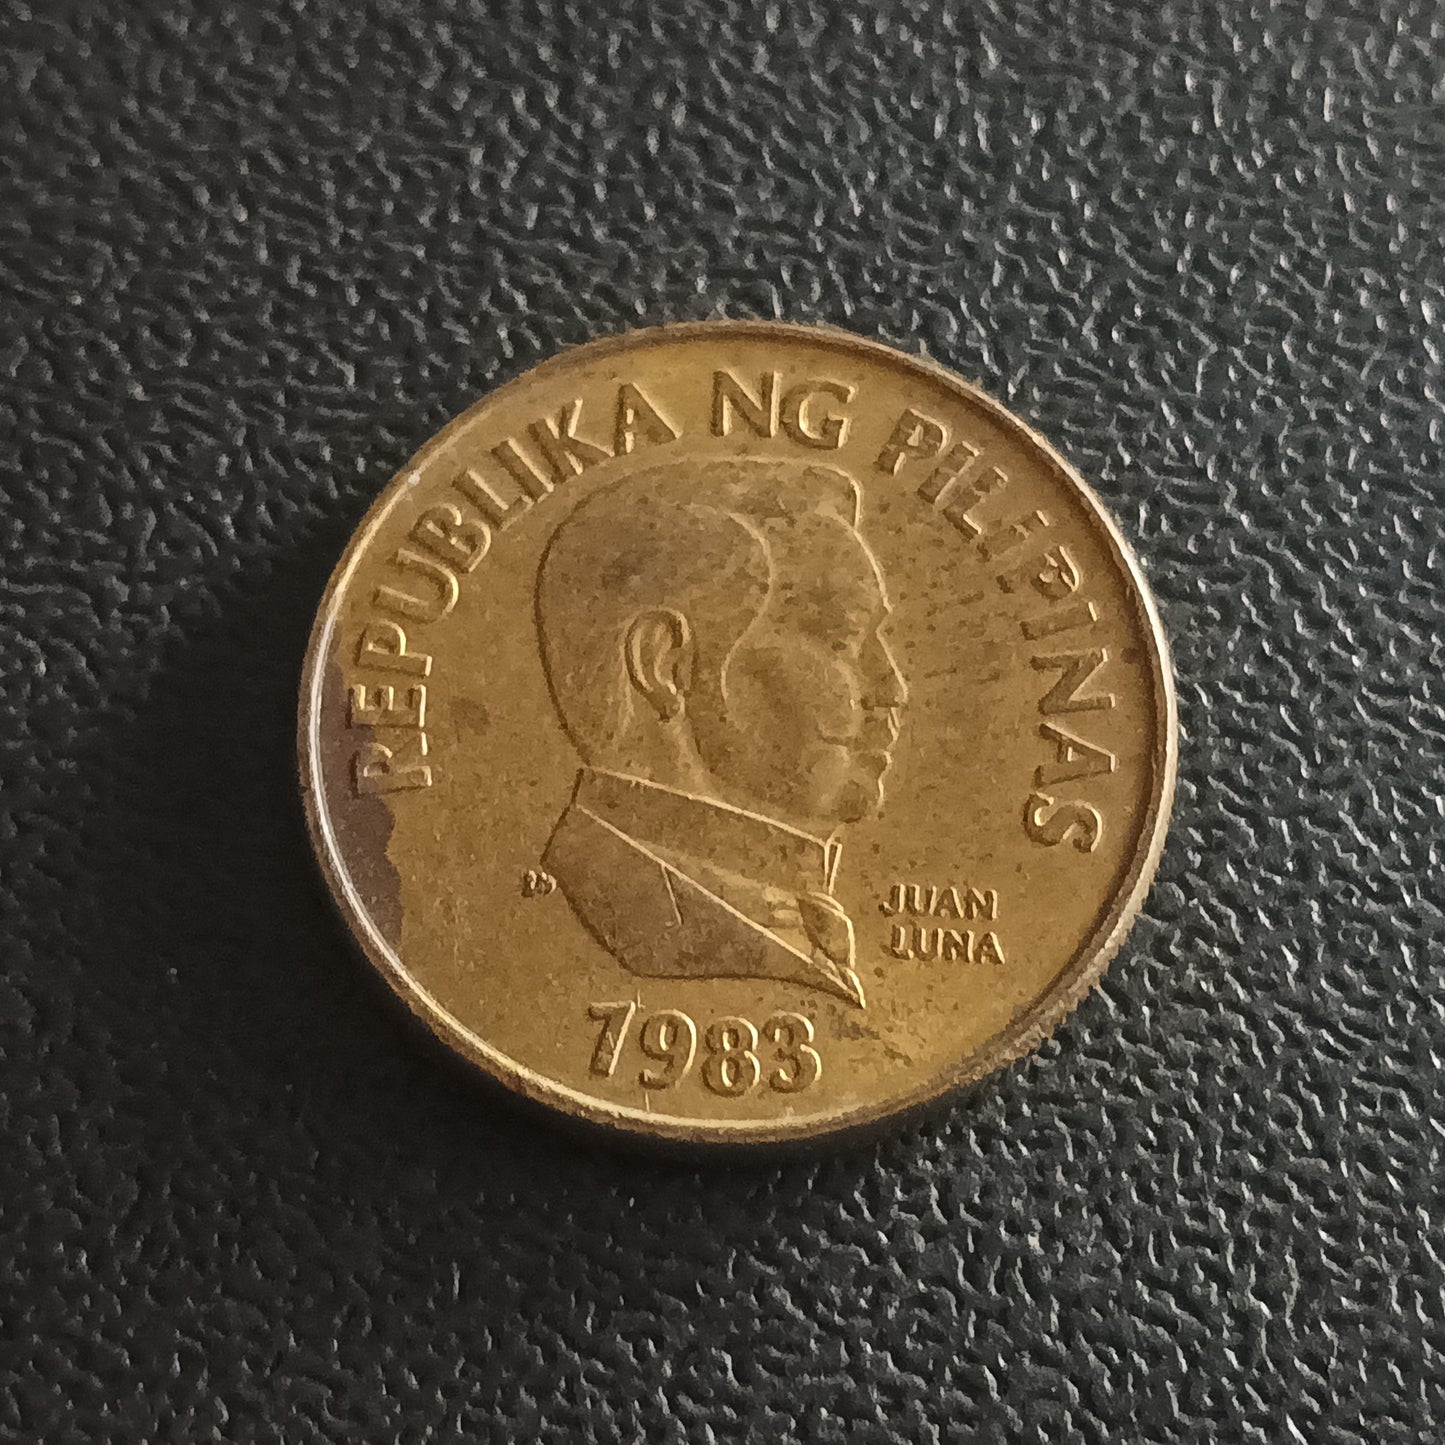 REPUBLIKA NG PILIPINAS
JUAN
LUNA
1983